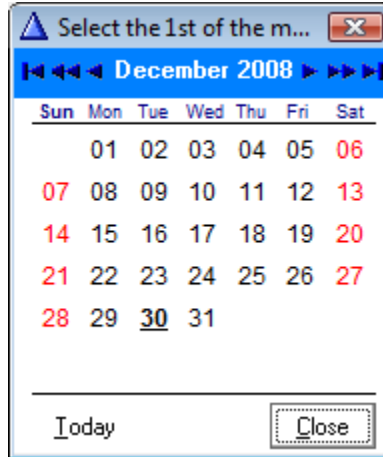 Select the 1st of the m...
December 2008
Sun Mon Tue Wed Thu Fri Sat
01 02 03 04 05 06
07 08 09 10 11 12 13
14 15 16 17 18 19 20
21 22 23 24 25 26 27
28 29 30 31
Today Close